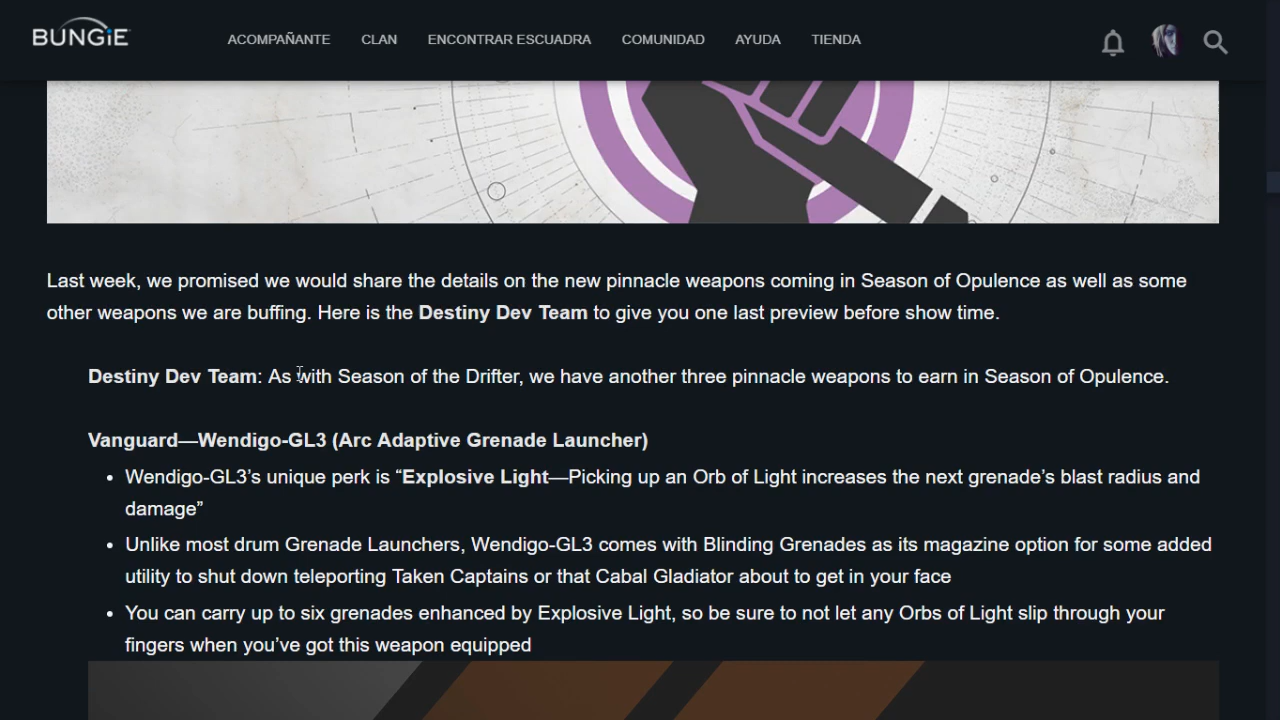 BUNGiE
ACOMPAÑANTE CLAN ENCONTRAR ESCUADRA COMUNIDAD AYUDA TIENDA
Last week, we promised we would share the details on the new pinnacle weapons coming in Season of Opulence as well as some
other weapons we are buffing. Here is the Destiny Dev Team to give you one last preview before show time.
Destiny Dev Team: As with Season of the Drifter, we have another three pinnacle weapons to earn in Season of Opulence.
Vanguard—Wendigo-GL3 (Arc Adaptive Grenade Launcher)
• Wendigo-GL3’s unique perk is “Explosive Light—Picking up an Orb of Light increases the next grenade’s blast radius and
damage”
• Unlike most drum Grenade Launchers, Wendigo-GL3 comes with Blinding Grenades as its magazine option for some added
utility to shut down teleporting Taken Captains or that Cabal Gladiator about to get in your face
• You can carry up to six grenades enhanced by Explosive Light, so be sure to not let any Orbs of Light slip through your
fingers when you’ve got this weapon equipped